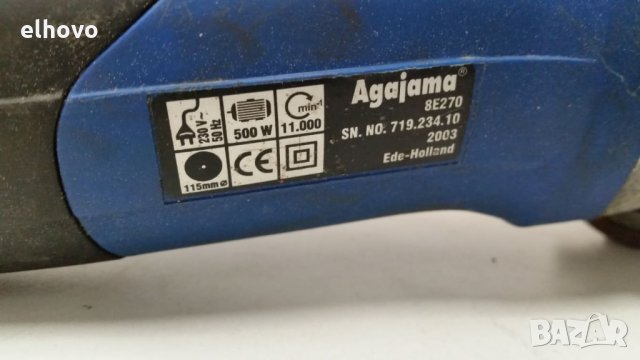 elhovo
Agajama®
8E270
SN. NO. 719.234.10
2003
Ede-Holland
230 V~
50 Hz
500 W
min-1
11.000
115mm ø
CE
BAZAR